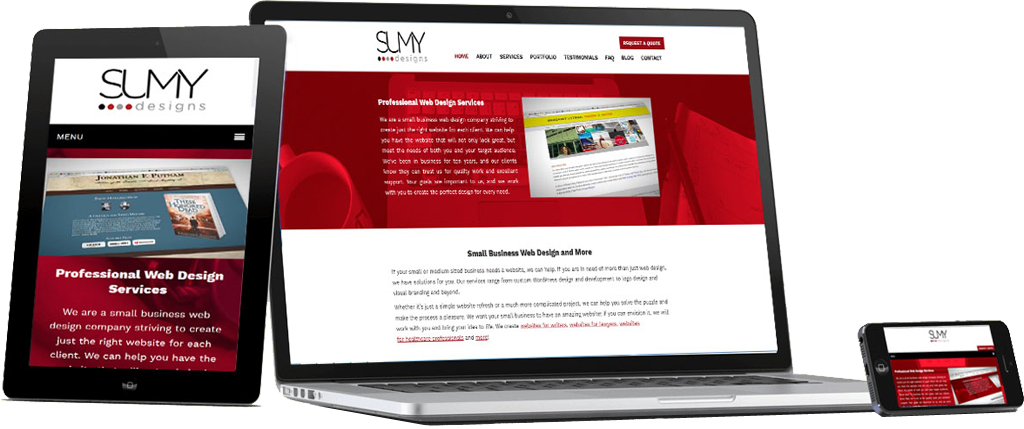 SUMY
designs
MENU
JONATHAN F. PUTNAM
THESE
HONORED
DEAD
Professional Web Design
Services
We are a small business web
design company striving to create
just the right website for each
client. We can help you have the
SUMY
designs
REQUEST A QUOTE
HOME ABOUT SERVICES PORTFOLIO TESTIMONIALS FAQ BLOG CONTACT
Professional Web Design Services
We are a small business web design company striving to
create just the right website for each client. We can help
you have the website that will not only look great, but
meet the needs of both you and your target audience.
We've been in business for ten years, and our clients
know they can trust us for quality work and excellent
support. Your goals are important to us, and we work
with you to create the perfect design for every need.
Small Business Web Design and More
If your small or medium sized business needs a website, we can help. If you are in need of more than just web design,
we have solutions for you. Our services range from custom WordPress design and development to logo design and
visual branding and beyond.
Whether it's just a simple website refresh or a much more complicated project, we can help you solve the puzzle and
make the process a pleasure. We want your small business to have an amazing website; if you can envision it, we will
work with you and bring your idea to life. We create websites for writers, websites for lawyers, websites
for healthcare professionals and more!
SUMY
Professional Web Design Services